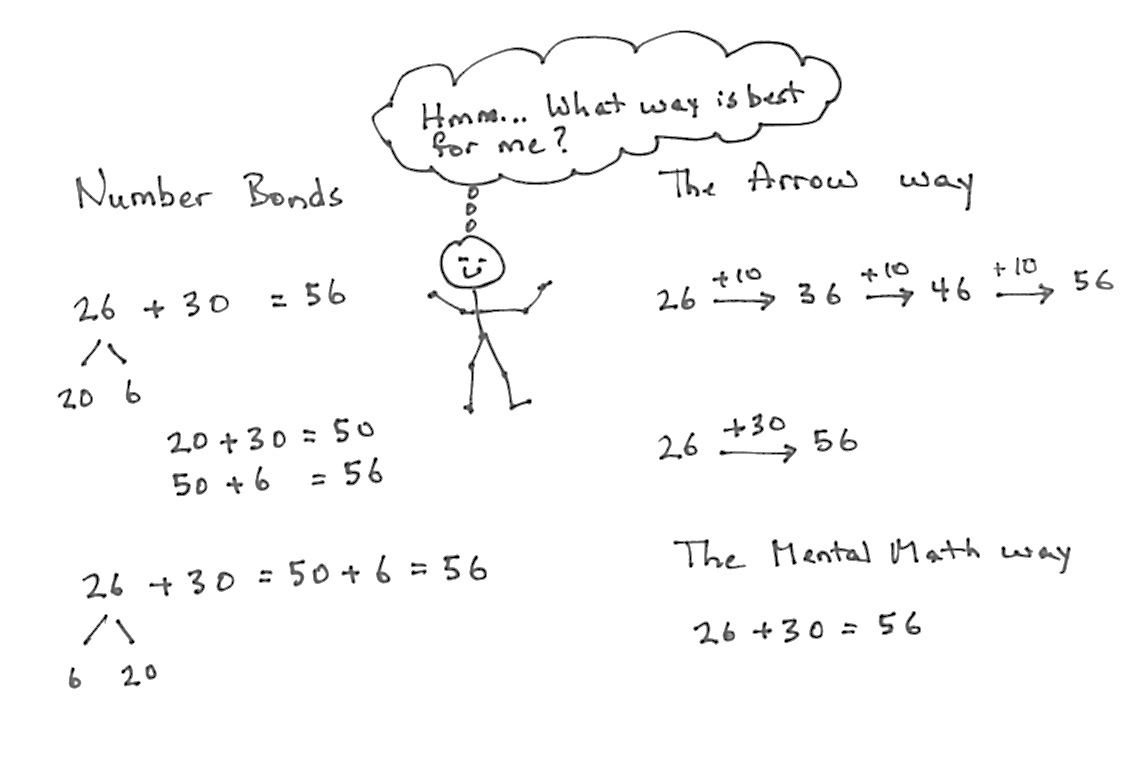 Hmm... What way is best
for me?
Number Bonds
26 + 30 = 56
20 6
20 + 30 = 50
50 + 6 = 56
26 + 30 = 50 + 6 = 56
6 20
The Arrow way
+10 +10 +10
26 → 36 → 46 → 56
+30
26 → 56
The Mental Math way
26 + 30 = 56